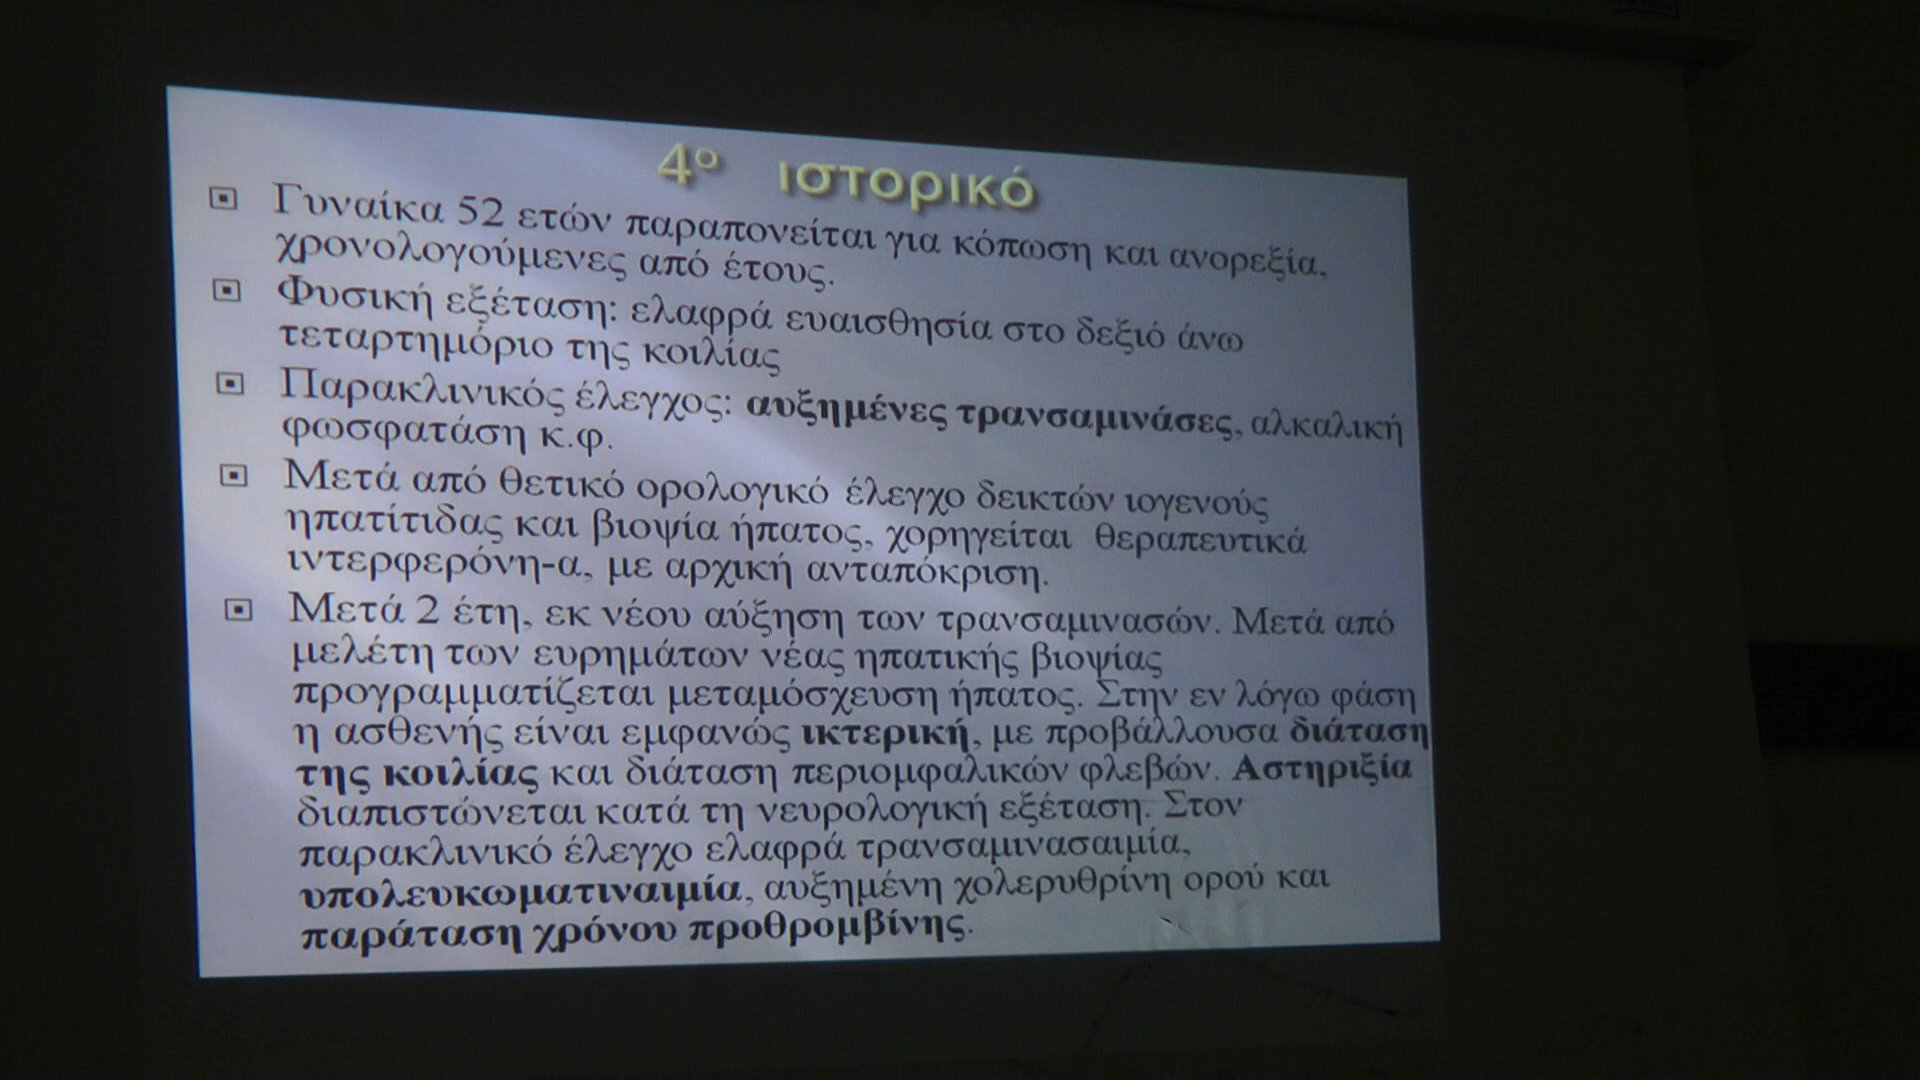 4ο ιστορικό
Γυναίκα 52 ετών παραπονείται για κόπωση και ανορεξία,
χρονολογούμενες από έτους.
Φυσική εξέταση: ελαφρά ευαισθησία στο δεξιό άνω
τεταρτημόριο της κοιλίας
Παρακλινικός έλεγχος: αυξημένες τρανσαμινάσες, αλκαλική
φωσφατάση κ.φ.
Μετά από θετικό ορολογικό έλεγχο δεικτών ιογενούς
ηπατίτιδας και βιοψία ήπατος, χορηγείται θεραπευτικά
ιντερφερόνη-α, με αρχική ανταπόκριση.
Μετά 2 έτη, εκ νέου αύξηση των τρανσαμινασών. Μετά από
μελέτη των ευρημάτων νέας ηπατικής βιοψίας
προγραμματίζεται μεταμόσχευση ήπατος. Στην εν λόγω φάση
η ασθενής είναι εμφανώς ικτερική, με προβάλλουσα διάταση
της κοιλίας και διάταση περιομφαλικών φλεβών. Αστηριξία
διαπιστώνεται κατά τη νευρολογική εξέταση. Στον
παρακλινικό έλεγχο ελαφρά τρανσαμινασαιμία,
υπολευκωματιναιμία, αυξημένη χολερυθρίνη ορού και
παράταση χρόνου προθρομβίνης.